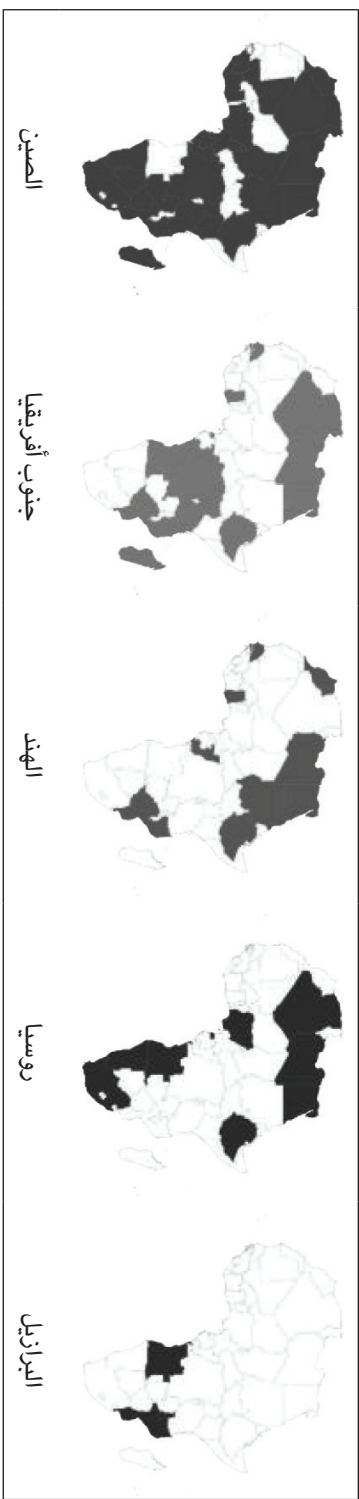 الصين
جنوب أفريقيا
الهند
روسيا
البرازيل